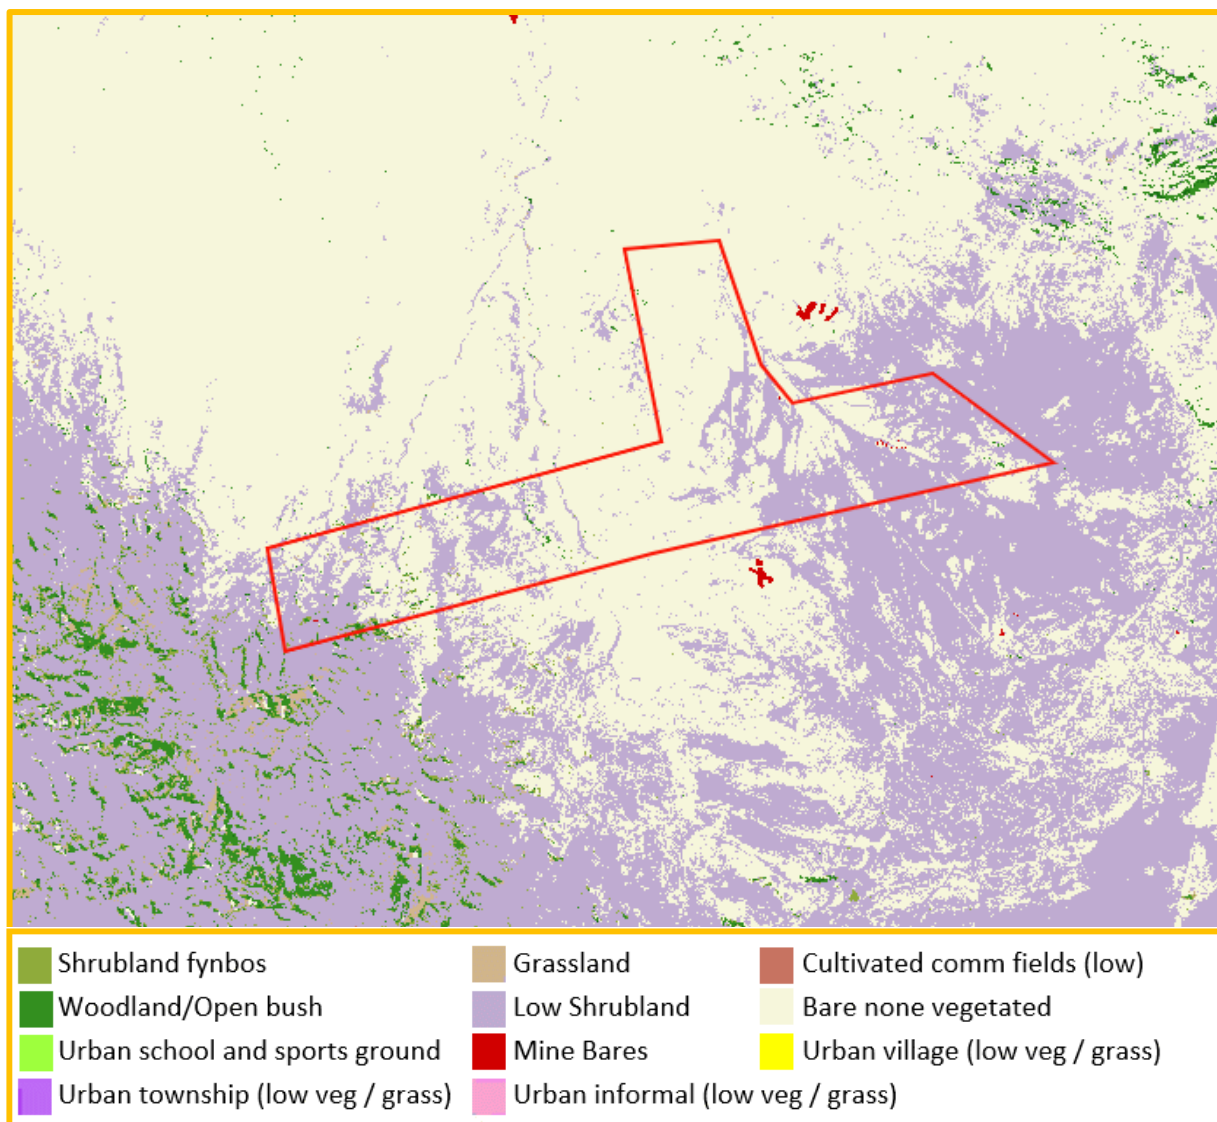 Shrubland fynbos
Grassland
Cultivated comm fields (low)
Woodland/Open bush
Low Shrubland
Bare none vegetated
Urban school and sports ground
Mine Bares
Urban village (low veg / grass)
Urban township (low veg / grass)
Urban informal (low veg / grass)